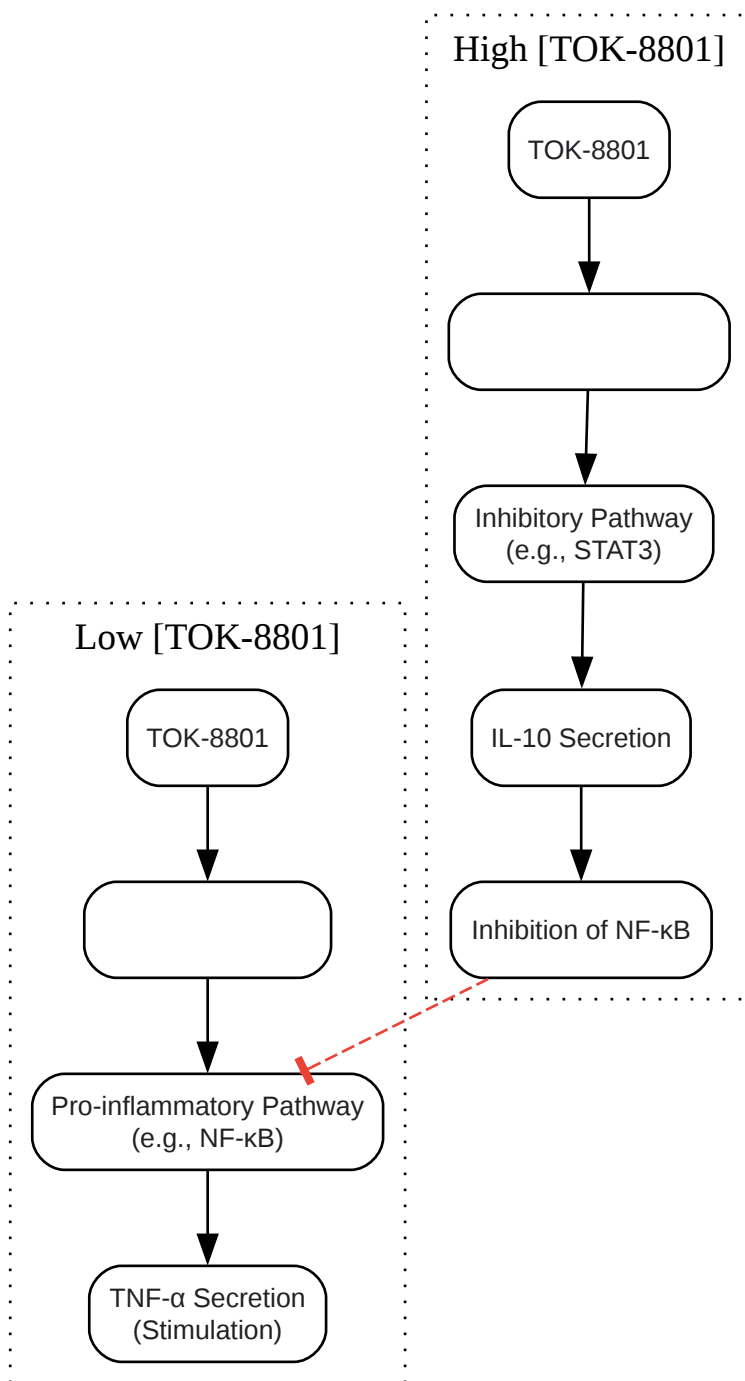 High [TOK-8801]
TOK-8801
Inhibitory Pathway
(e.g., STAT3)
IL-10 Secretion
Inhibition of NF-κB
Low [TOK-8801]
TOK-8801
Pro-inflammatory Pathway
(e.g., NF-κB)
TNF-α Secretion
(Stimulation)